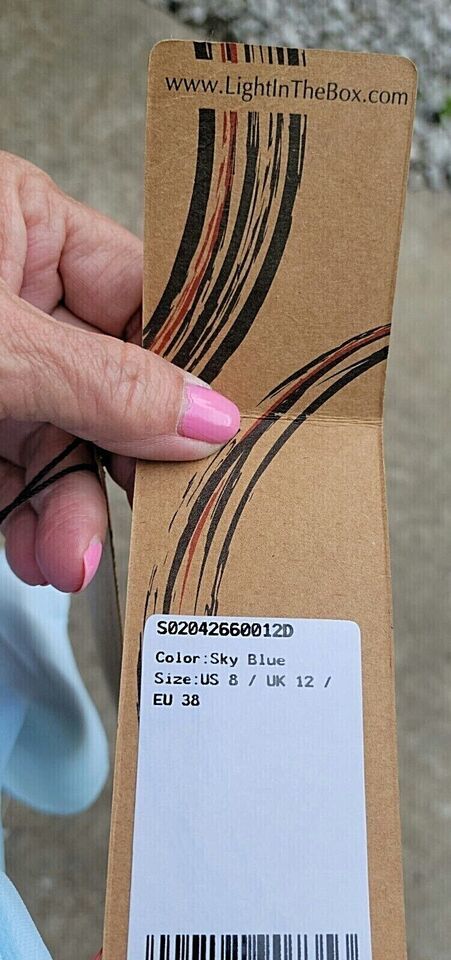 www.LightInTheBox.com
S02042660012D
Color:Sky Blue
Size:US 8 / UK 12 /
EU 38